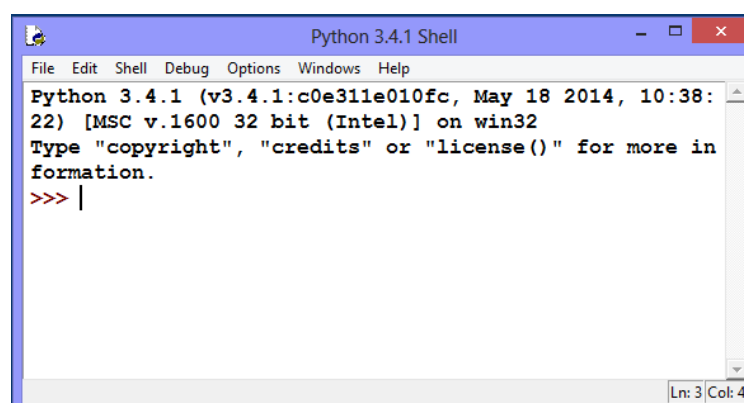 Python 3.4.1 Shell
File Edit Shell Debug Options Windows Help
Python 3.4.1 (v3.4.1:c0e311e010fc, May 18 2014, 10:38:
22) [MSC v.1600 32 bit (Intel)] on win32
Type "copyright", "credits" or "license()" for more in
formation.
>>>
Ln: 3 Col: 4